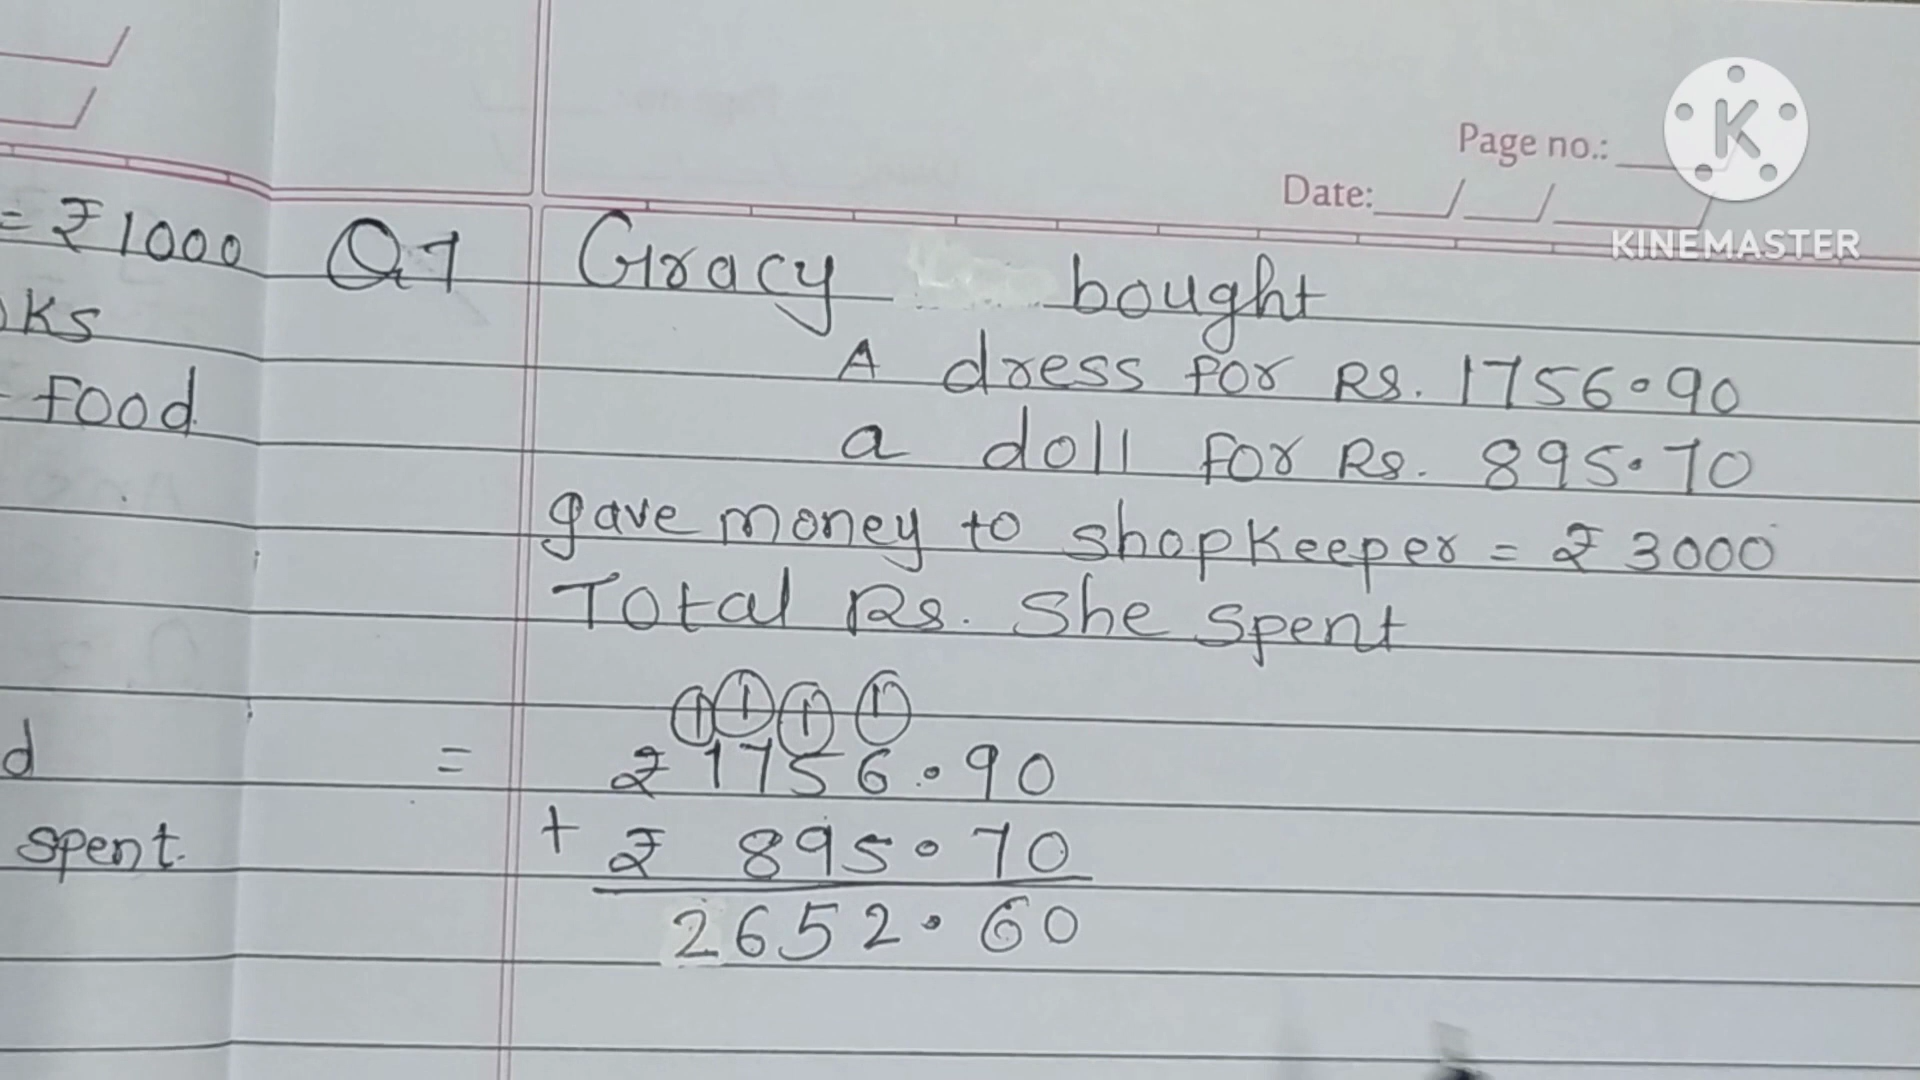 Page no.:
Date: / /
KINEMASTER
= ₹1000
ks
Food
d
spent.
Q1 Gracy bought
A dress for Rs. 1756.90
a doll for Rs. 895.70
gave money to shopkeeper = ₹ 3000
Total Rs. She spent
1 1 1 1
= ₹ 1756.90
+ ₹ 895.70
2652.60